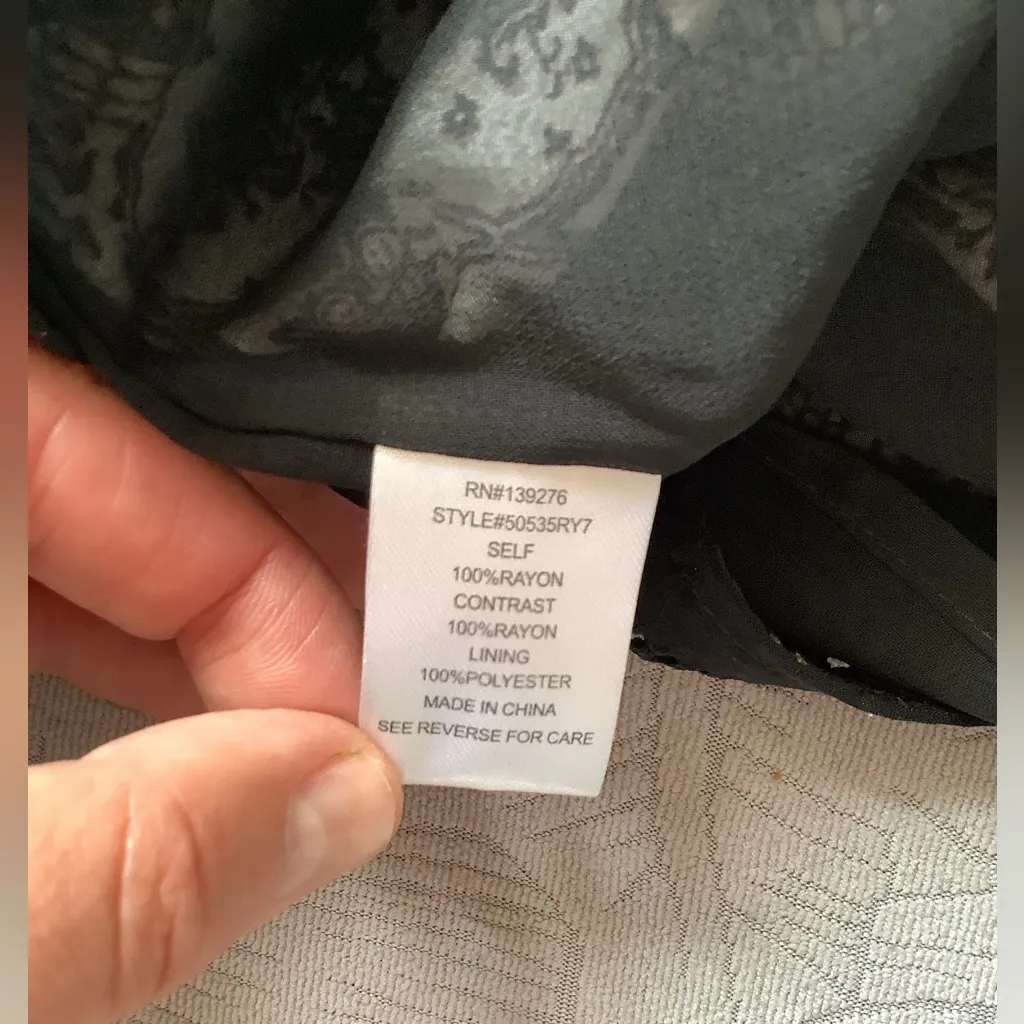 RN#139276
STYLE#50535RY7
SELF
100%RAYON
CONTRAST
100%RAYON
LINING
100%POLYESTER
MADE IN CHINA
SEE REVERSE FOR CARE